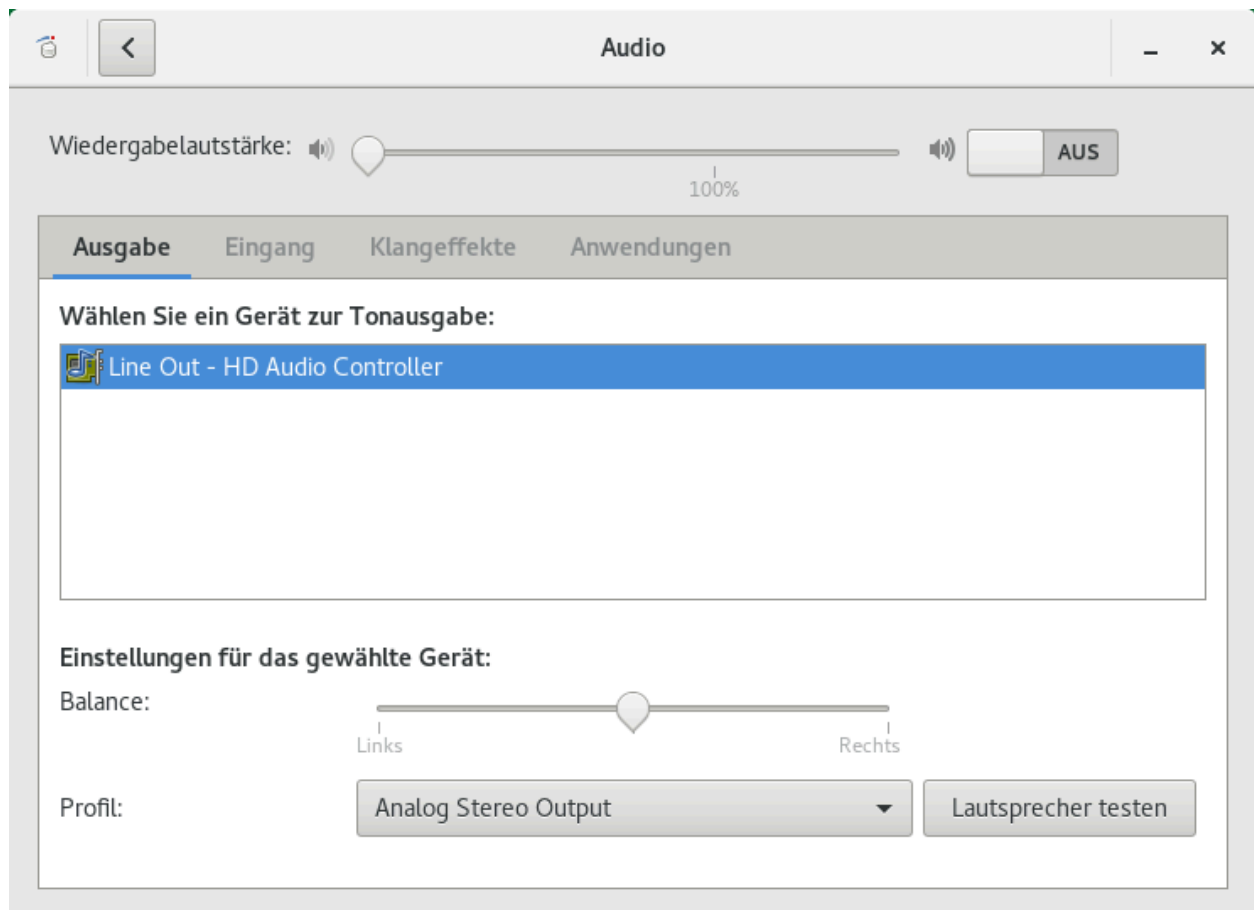 Audio
Wiedergabelautstärke:
AUS
100%
Ausgabe Eingang Klangeffekte Anwendungen
Wählen Sie ein Gerät zur Tonausgabe:
Line Out - HD Audio Controller
Einstellungen für das gewählte Gerät:
Balance:
Links Rechts
Profil: Analog Stereo Output Lautsprecher testen